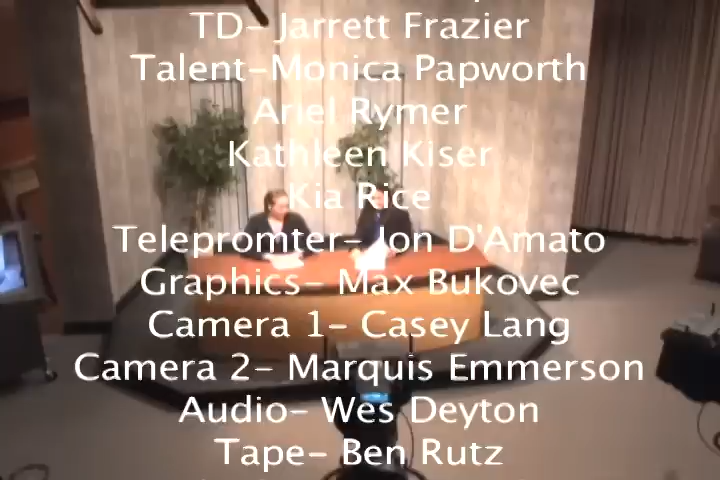 TD- Jarrett Frazier
Talent-Monica Papworth
Ariel Rymer
Kathleen Kiser
Kia Rice
Telepromter- Jon D'Amato
Graphics- Max Bukovec
Camera 1- Casey Lang
Camera 2- Marquis Emmerson
Audio- Wes Deyton
Tape- Ben Rutz